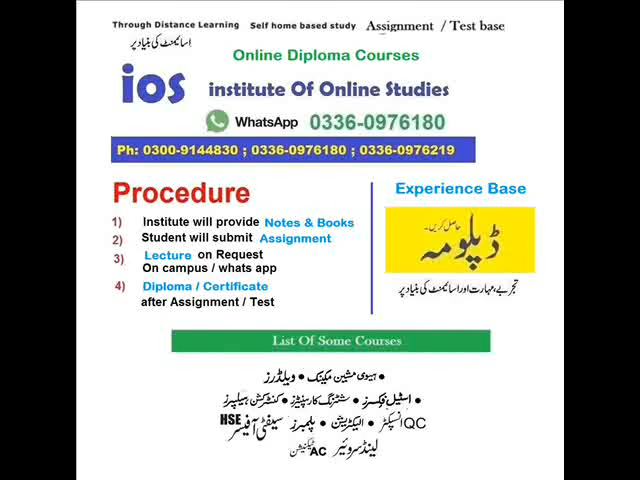 Through Distance Learning Self home based study Assignment / Test base
اسائیمنٹ کی بنیاد پر
Online Diploma Courses
ios institute Of Online Studies
WhatsApp 0336-0976180
Ph: 0300-9144830 ; 0336-0976180 ; 0336-0976219
Procedure
1) Institute will provide Notes & Books
2) Student will submit Assignment
3) Lecture on Request
On campus / whats app
4) Diploma / Certificate
after Assignment / Test
Experience Base
حاصل کریں۔
ڈپلومہ
تجربے، مہارت اور اسائیمنٹ کی بنیاد پر
List Of Some Courses
• ہیوی مشین مکینک • ویلڈرز
• اسٹیل فکسرز • شٹرنگ کارپینٹرز • کنسٹرکشن ہیلپرز
QC انسپکٹر • الیکٹریشن • پلمبرز سیفٹی آفیسر HSE
لینڈ سروئیر AC ٹیکنیشن